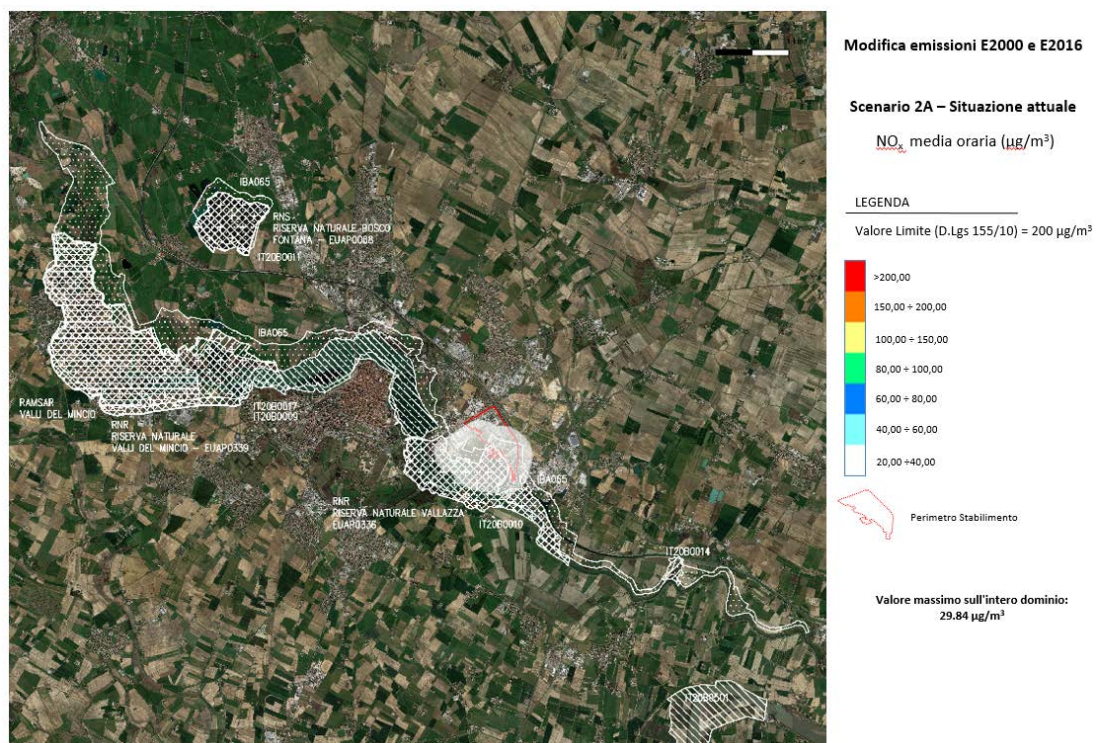 Modifica emissioni E2000 e E2016
Scenario 2A – Situazione attuale
NOx media oraria (µg/m³)
LEGENDA
Valore Limite (D.Lgs 155/10) = 200 µg/m³
>200,00
150,00 ÷ 200,00
100,00 ÷ 150,00
80,00 ÷ 100,00
60,00 ÷ 80,00
40,00 ÷ 60,00
20,00 ÷40,00
Perimetro Stabilimento
Valore massimo sull'intero dominio:
29.84 µg/m³
IBA065
RNS
RISERVA NATURALE BOSCO
FONTANA – EUAP0088
IT20B0011
IBA065
RAMSAR
VALLI DEL MINCIO
IT20B0017
IT20B0009
RNR
RISERVA NATURALE
VALLI DEL MINCIO – EUAP0339
IBA065
RNR
RISERVA NATURALE VALLAZZA
EUAP0336
IT20B0010
IT20B0014
IT20B0501